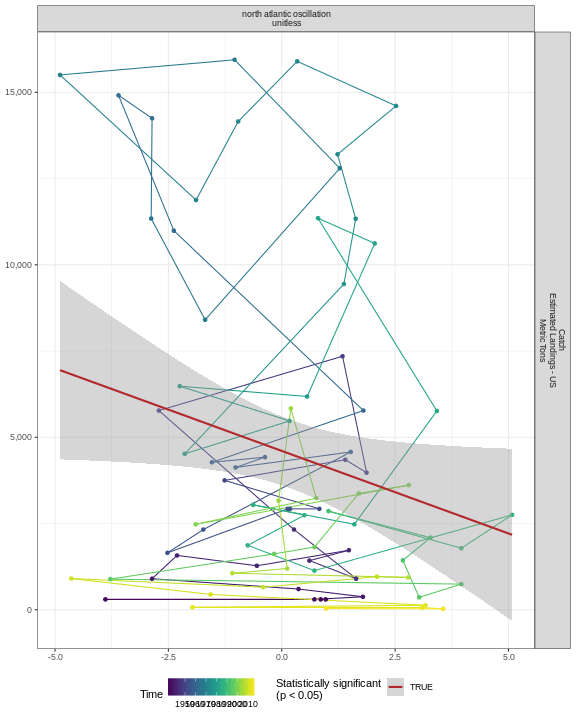 north atlantic oscillation
unitless
15,000
10,000
5,000
0
Catch
Estimated Landings - US
Metric Tons
-5.0
-2.5
0.0
2.5
5.0
Time
Statistically significant
(p < 0.05)
TRUE